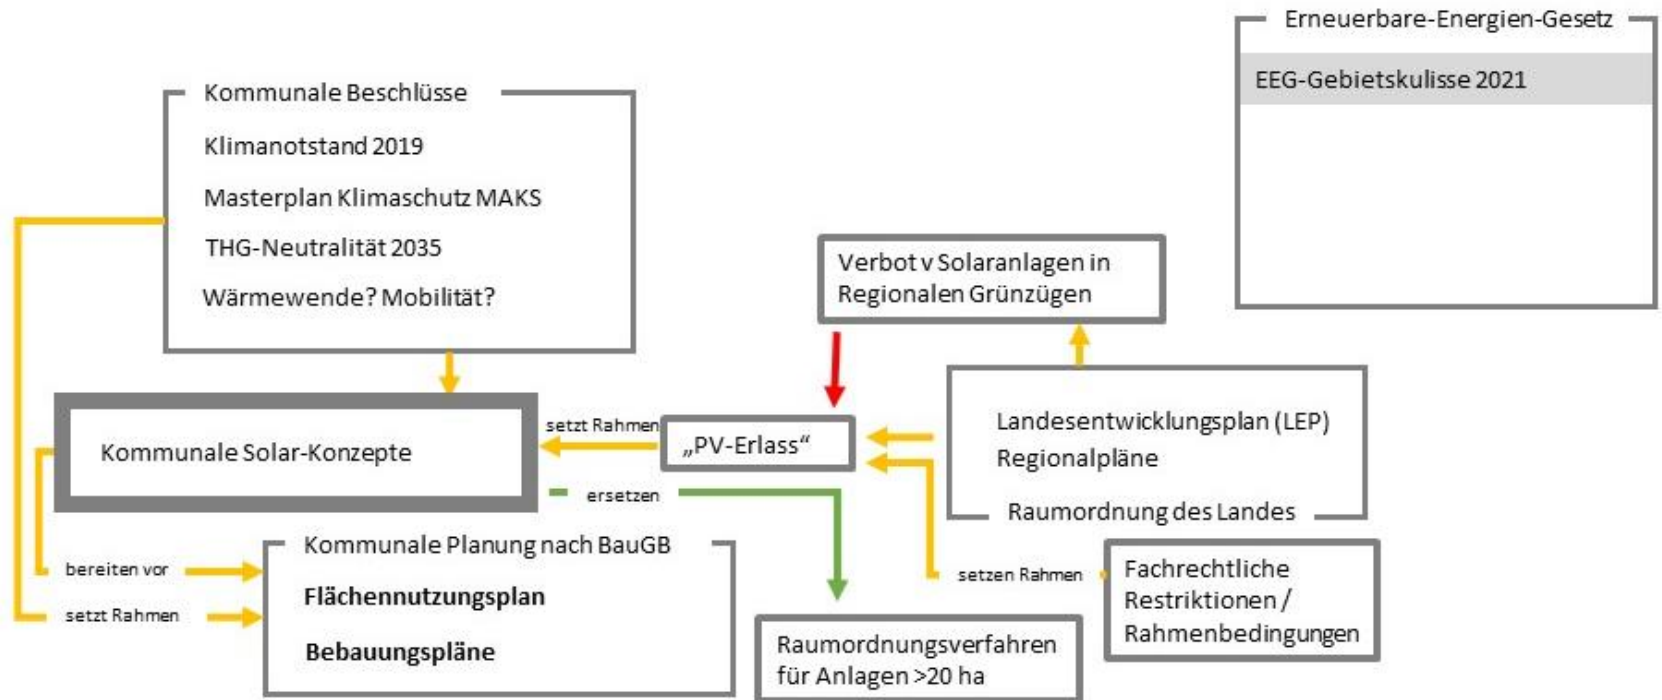 Erneuerbare-Energien-Gesetz
EEG-Gebietskulisse 2021
Kommunale Beschlüsse
Klimanotstand 2019
Masterplan Klimaschutz MAKS
THG-Neutralität 2035
Wärmewende? Mobilität?
Verbot v Solaranlagen in
Regionalen Grünzügen
Kommunale Solar-Konzepte
setzt Rahmen
„PV-Erlass“
Landesentwicklungsplan (LEP)
Regionalpläne
Raumordnung des Landes
ersetzen
Kommunale Planung nach BauGB
Flächennutzungsplan
Bebauungspläne
bereiten vor
setzt Rahmen
setzen Rahmen
Fachrechtliche
Restriktionen /
Rahmenbedingungen
Raumordnungsverfahren
für Anlagen >20 ha